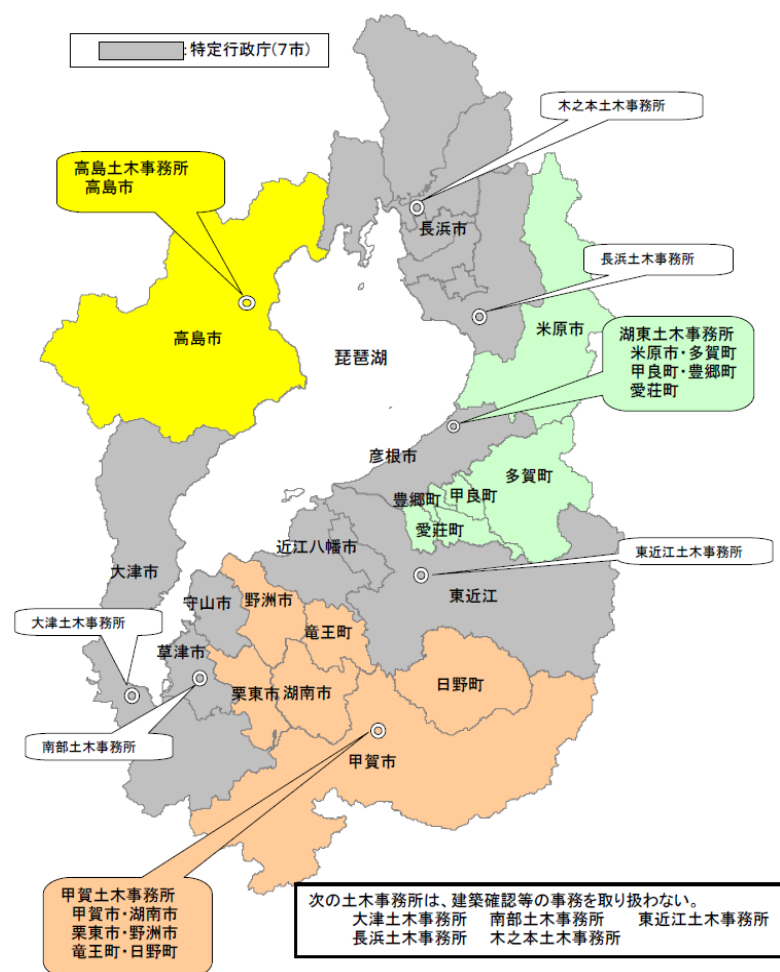 :特定行政庁(7市)
木之本土木事務所
高島土木事務所
高島市
長浜市
長浜土木事務所
高島市
琵琶湖
米原市
湖東土木事務所
米原市・多賀町
甲良町・豊郷町
愛荘町
彦根市
多賀町
豊郷町
甲良町
愛荘町
近江八幡市
東近江土木事務所
大津市
東近江
守山市
野洲市
竜王町
大津土木事務所
草津市
栗東市
湖南市
日野町
南部土木事務所
甲賀市
甲賀土木事務所
甲賀市・湖南市
栗東市・野洲市
竜王町・日野町
次の土木事務所は、建築確認等の事務を取り扱わない。
大津土木事務所 南部土木事務所 東近江土木事務所
長浜土木事務所 木之本土木事務所